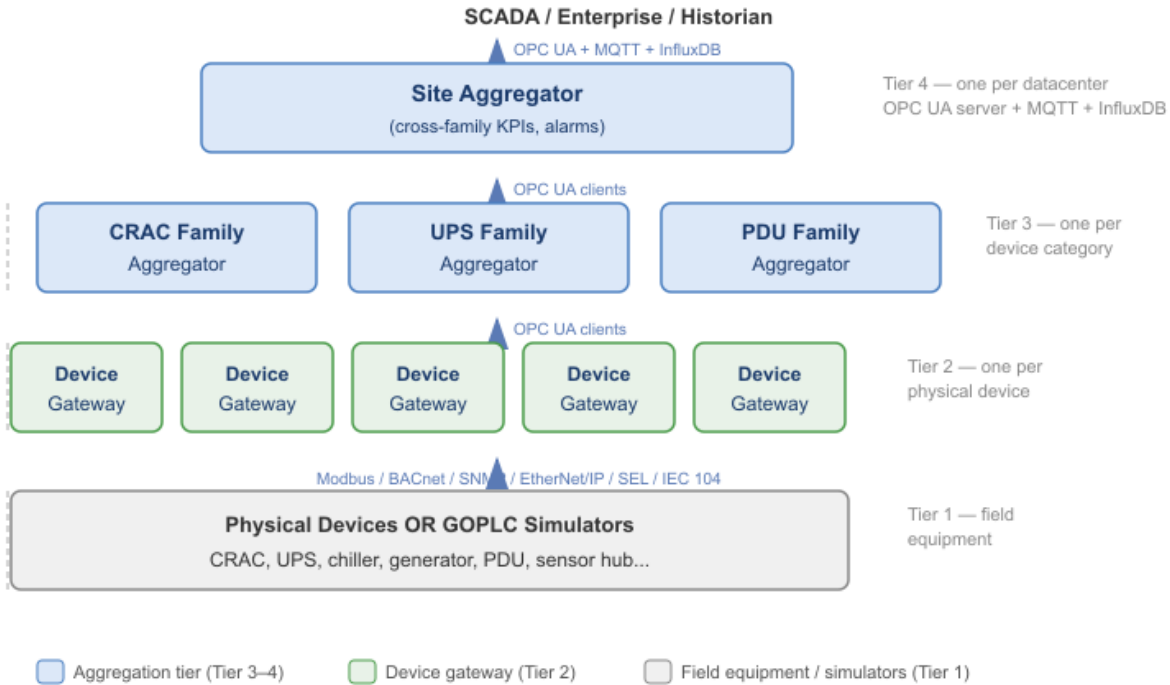 SCADA / Enterprise / Historian
OPC UA + MQTT + InfluxDB
Site Aggregator
(cross-family KPIs, alarms)
Tier 4 — one per datacenter
OPC UA server + MQTT + InfluxDB
OPC UA clients
CRAC Family
Aggregator
UPS Family
Aggregator
PDU Family
Aggregator
Tier 3 — one per
device category
OPC UA clients
Device
Gateway
Device
Gateway
Device
Gateway
Device
Gateway
Device
Gateway
Tier 2 — one per
physical device
Modbus / BACnet / SNMP / EtherNet/IP / SEL / IEC 104
Physical Devices OR GOPLC Simulators
CRAC, UPS, chiller, generator, PDU, sensor hub...
Tier 1 — field
equipment
Aggregation tier (Tier 3–4)
Device gateway (Tier 2)
Field equipment / simulators (Tier 1)